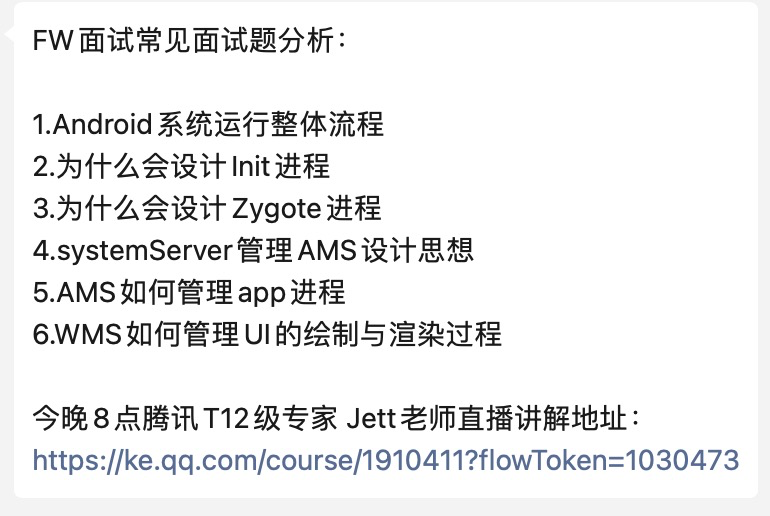 FW面试常见面试题分析：
1.Android系统运行整体流程
2.为什么会设计Init进程
3.为什么会设计Zygote进程
4.systemServer管理AMS设计思想
5.AMS如何管理app进程
6.WMS如何管理UI的绘制与渲染过程
今晚8点腾讯T12级专家 Jett老师直播讲解地址：
https://ke.qq.com/course/1910411?flowToken=1030473